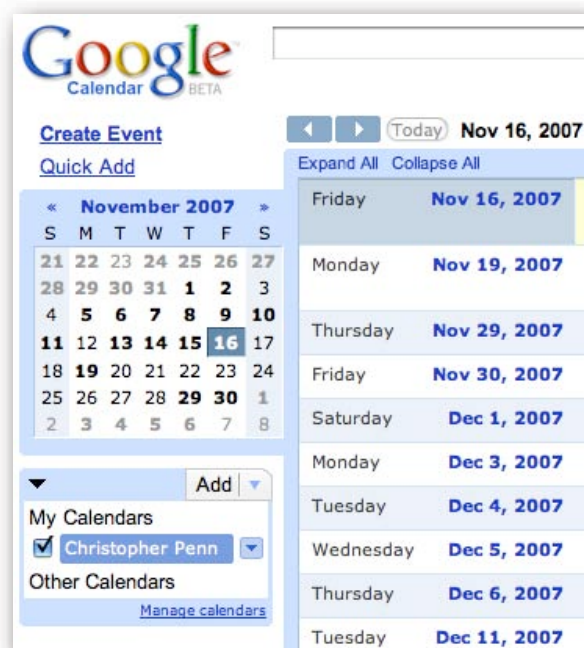 Google
Calendar BETA
Create Event
Quick Add
« November 2007 »
S M T W T F S
21 22 23 24 25 26 27
28 29 30 31 1 2 3
4 5 6 7 8 9 10
11 12 13 14 15 16 17
18 19 20 21 22 23 24
25 26 27 28 29 30 1
2 3 4 5 6 7 8
Add
My Calendars
Christopher Penn
Other Calendars
Manage calendars
Today Nov 16, 2007
Expand All Collapse All
Friday Nov 16, 2007
Monday Nov 19, 2007
Thursday Nov 29, 2007
Friday Nov 30, 2007
Saturday Dec 1, 2007
Monday Dec 3, 2007
Tuesday Dec 4, 2007
Wednesday Dec 5, 2007
Thursday Dec 6, 2007
Tuesday Dec 11, 2007